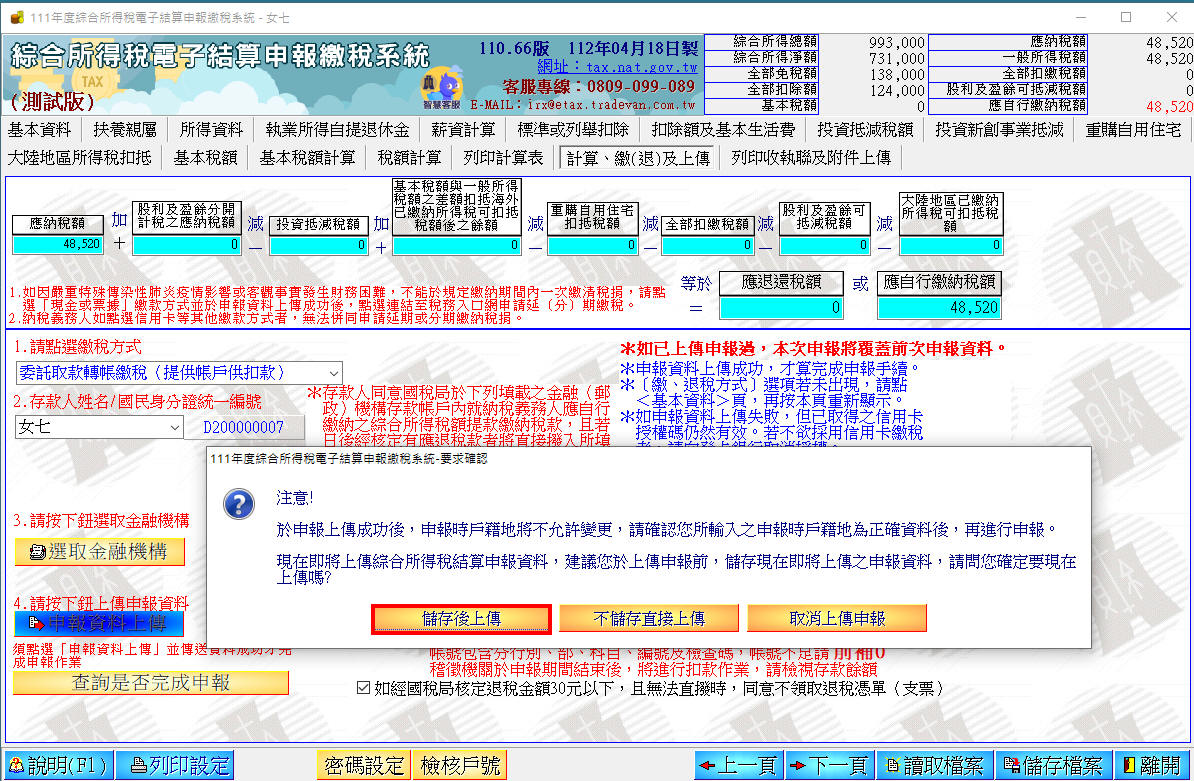 111年度綜合所得稅電子結算申報繳稅系統 - 女七
綜合所得稅電子結算申報繳稅系統
(測試版)
TAX
110.66版 112年04月18日製
網址：tax.nat.gov.tw
客服專線：0809-099-089
E-MAIL：irx@etax.tradevan.com.tw
智慧客服
綜合所得總額 993,000
綜合所得淨額 731,000
全部免稅額 138,000
全部扣除額 124,000
基本稅額 0
應納稅額 48,520
一般所得稅額 48,520
全部扣繳稅額 0
股利及盈餘可抵減稅額 0
應自行繳納稅額 48,520
基本資料 扶養親屬 所得資料 執業所得自提退休金 薪資計算 標準或列舉扣除 扣除額及基本生活費 投資抵減稅額 投資新創事業抵減 重購自用住宅
大陸地區所得稅扣抵 基本稅額 基本稅額計算 稅額計算 列印計算表 計算、繳(退)及上傳 列印收執聯及附件上傳
應納稅額
48,520
加
＋
股利及盈餘分開
計稅之應納稅額
0
減
－
投資抵減稅額
0
加
＋
基本稅額與一般所得
稅額之差額扣抵海外
已繳納所得稅可扣抵
稅額後之餘額
0
減
－
重購自用住宅
扣抵稅額
0
減
－
全部扣繳稅額
0
減
－
股利及盈餘可
抵減稅額
0
減
－
大陸地區已繳納
所得稅可扣抵稅
額
0
等於
＝
應退還稅額
0
或
應自行繳納稅額
48,520
1.如因嚴重特殊傳染性肺炎疫情影響或客觀事實發生財務困難，不能於規定繳納期間內一次繳清稅捐，請點
選「現金或票據」繳款方式並於申報資料上傳成功後，點選連結至稅務入口網申請延（分）期繳稅。
2.納稅義務人如點選信用卡等其他繳款方式者，無法併同申請延期或分期繳納稅捐。
1.請點選繳稅方式
委託取款轉帳繳稅（提供帳戶供扣款）
2.存款人姓名/國民身分證統一編號
女七 D200000007
＊存款人同意國稅局於下列填載之金融（郵
政）機構存款帳戶內就納稅義務人應自行
繳納之綜合所得稅額提款繳納稅款，且若
日後經核定有應退稅款者將直接撥入所填
＊如已上傳申報過，本次申報將覆蓋前次申報資料。
＊申報資料上傳成功，才算完成申報手續。
＊〔繳、退稅方式〕選項若未出現，請點
＜基本資料＞頁，再按本頁重新顯示。
＊如申報資料上傳失敗，但已取得之信用卡
授權碼仍然有效。若不欲採用信用卡繳稅
3.請按下鈕選取金融機構
選取金融機構
4.請按下鈕上傳申報資料
申報資料上傳
須點選「申報資料上傳」並傳送資料成功才完
成申報作業
查詢是否完成申報
111年度綜合所得稅電子結算申報繳稅系統-要求確認
注意!
於申報上傳成功後，申報時戶籍地將不允許變更，請確認您所輸入之申報時戶籍地為正確資料後，再進行申報。
現在即將上傳綜合所得稅結算申報資料，建議您於上傳申報前，儲存現在即將上傳之申報資料，請問您確定要現在
上傳嗎?
儲存後上傳 不儲存直接上傳 取消上傳申報
帳號包含分行別、部、科目、編號及檢查碼，帳號不足請 前補0
稽徵機關於申報期間結束後，將進行扣款作業，請檢視存款餘額
如經國稅局核定退稅金額30元以下，且無法直撥時，同意不領取退稅憑單（支票）
說明(F1) 列印設定 密碼設定 檢核戶號 上一頁 下一頁 讀取檔案 儲存檔案 離開